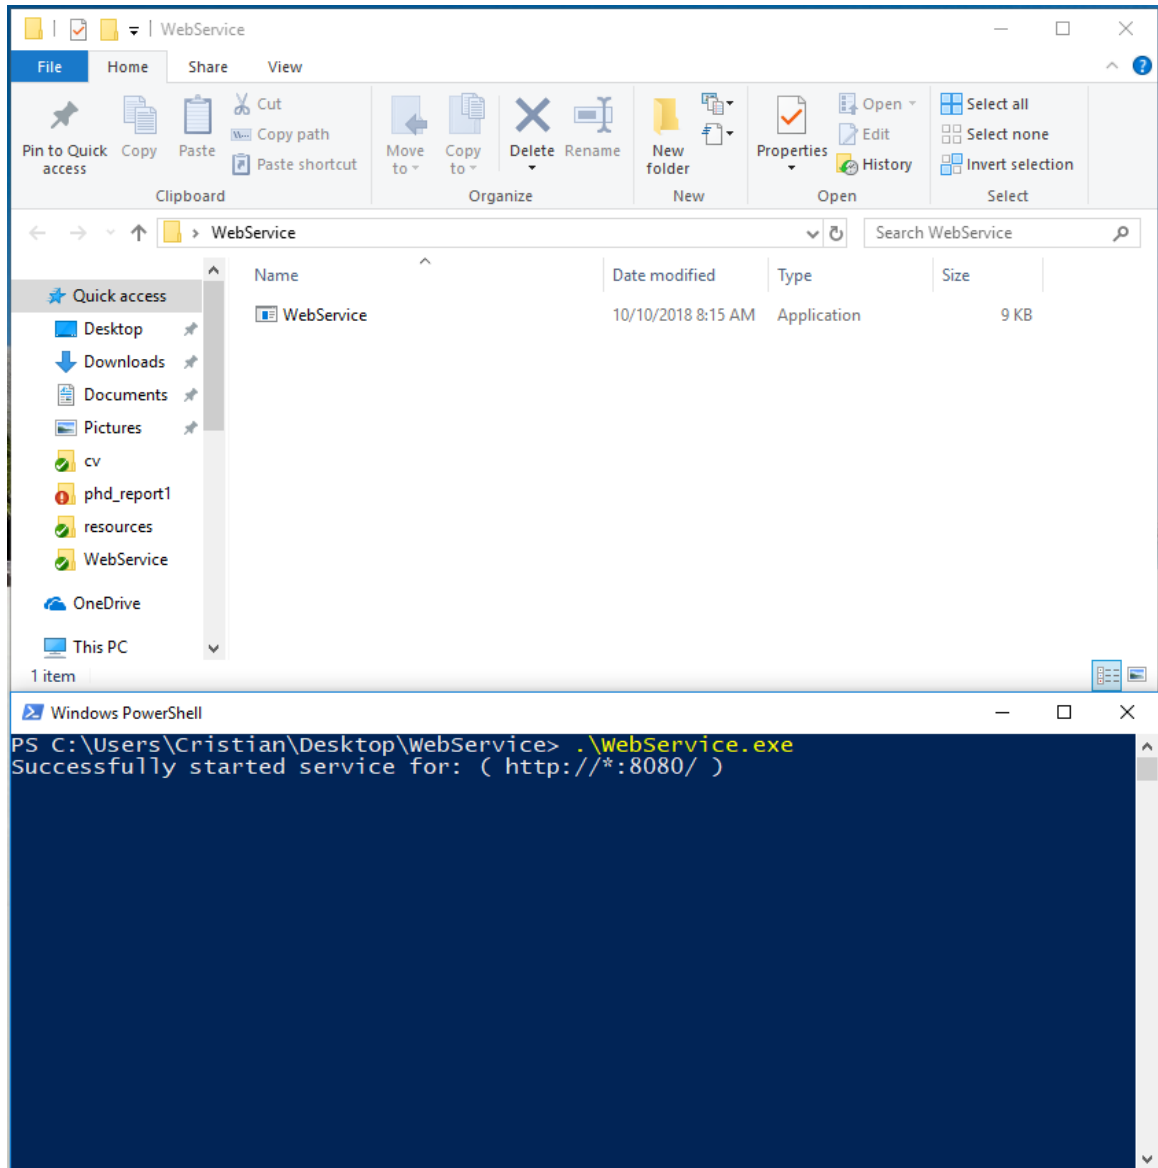 WebService
File Home Share View
Pin to Quick access
Copy
Paste
Cut
Copy path
Paste shortcut
Clipboard
Move to
Copy to
Delete
Rename
Organize
New folder
New
Properties
Open
Edit
History
Open
Select all
Select none
Invert selection
Select
WebService
Search WebService
Name Date modified Type Size
WebService 10/10/2018 8:15 AM Application 9 KB
Quick access
Desktop
Downloads
Documents
Pictures
cv
phd_report1
resources
WebService
OneDrive
This PC
1 item
Windows PowerShell
PS C:\Users\Cristian\Desktop\WebService> .\WebService.exe
Successfully started service for: ( http://*:8080/ )